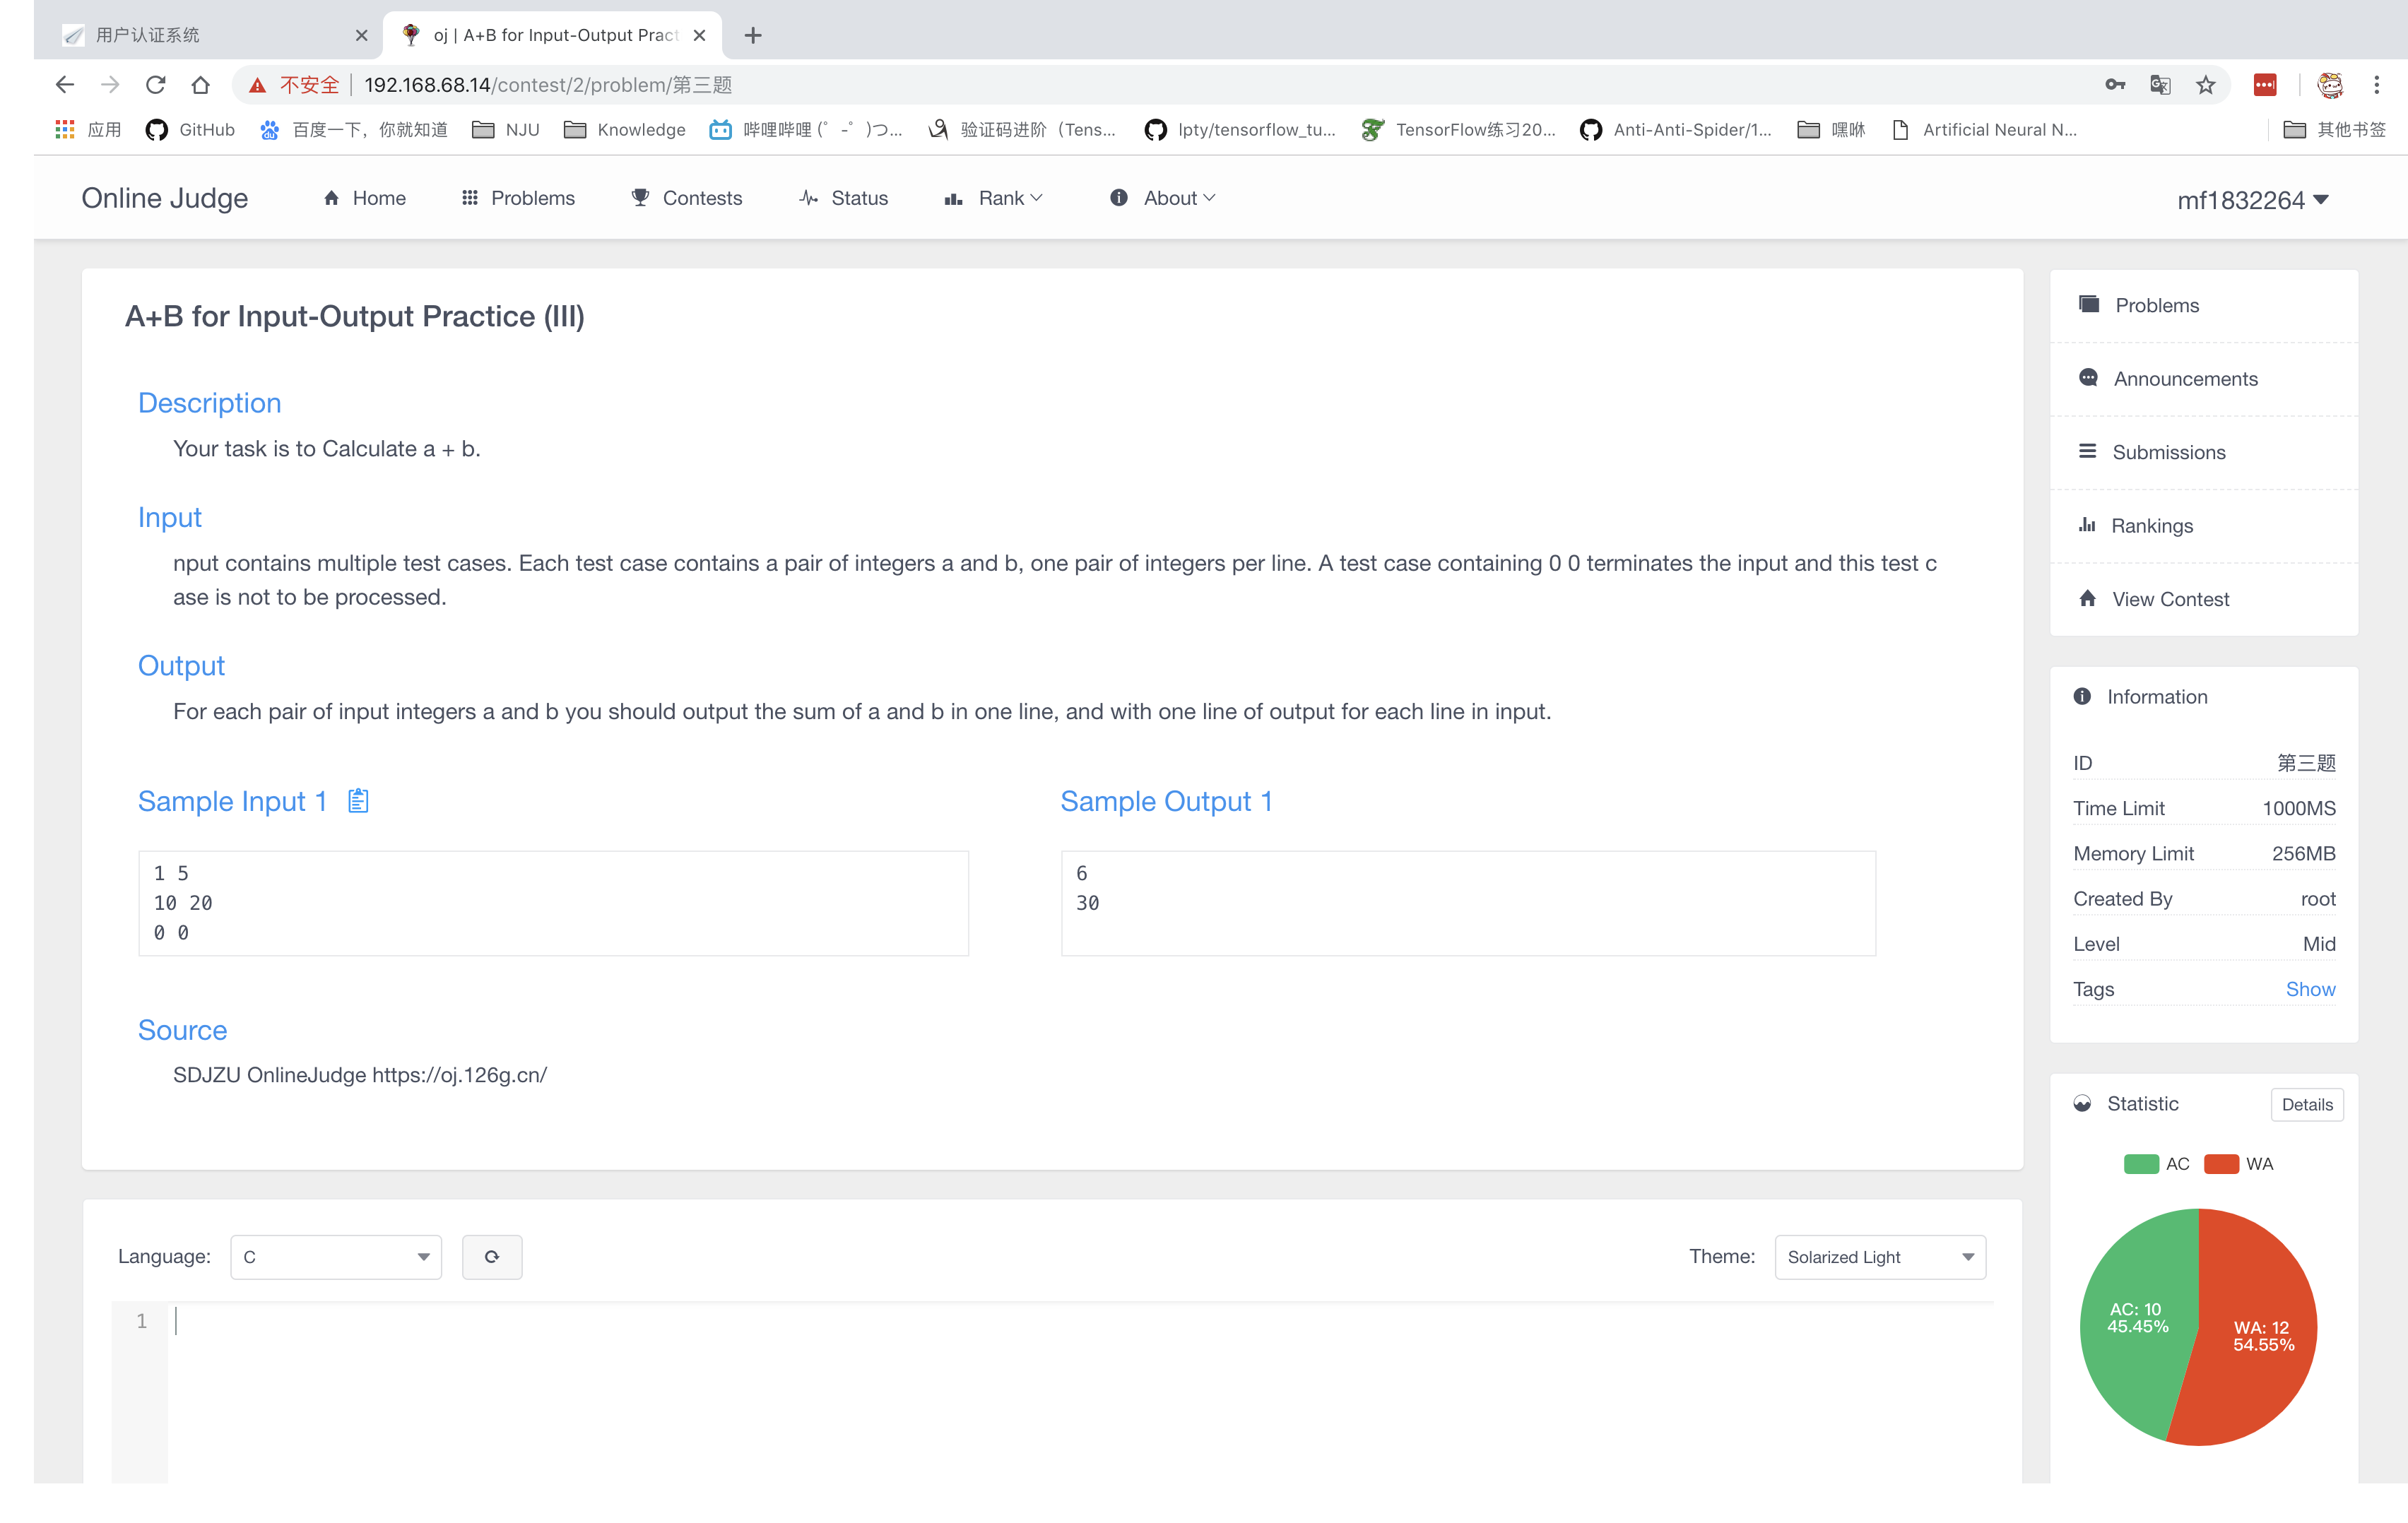 用户认证系统
oj | A+B for Input-Output Pract
不安全 | 192.168.68.14/contest/2/problem/第三题
应用 GitHub 百度一下，你就知道 NJU Knowledge 哔哩哔哩 (゜-゜)つ... 验证码进阶（Tens... lpty/tensorflow_tu... TensorFlow练习20... Anti-Anti-Spider/1... 嘿咻 Artificial Neural N... 其他书签
Online Judge Home Problems Contests Status Rank About mf1832264
A+B for Input-Output Practice (III)
Description
Your task is to Calculate a + b.
Input
nput contains multiple test cases. Each test case contains a pair of integers a and b, one pair of integers per line. A test case containing 0 0 terminates the input and this test c
ase is not to be processed.
Output
For each pair of input integers a and b you should output the sum of a and b in one line, and with one line of output for each line in input.
Sample Input 1
1 5
10 20
0 0
Sample Output 1
6
30
Source
SDJZU OnlineJudge https://oj.126g.cn/
Language: C
Theme: Solarized Light
1
Problems
Announcements
Submissions
Rankings
View Contest
Information
ID 第三题
Time Limit 1000MS
Memory Limit 256MB
Created By root
Level Mid
Tags Show
Statistic Details
AC WA
AC: 10
45.45%
WA: 12
54.55%